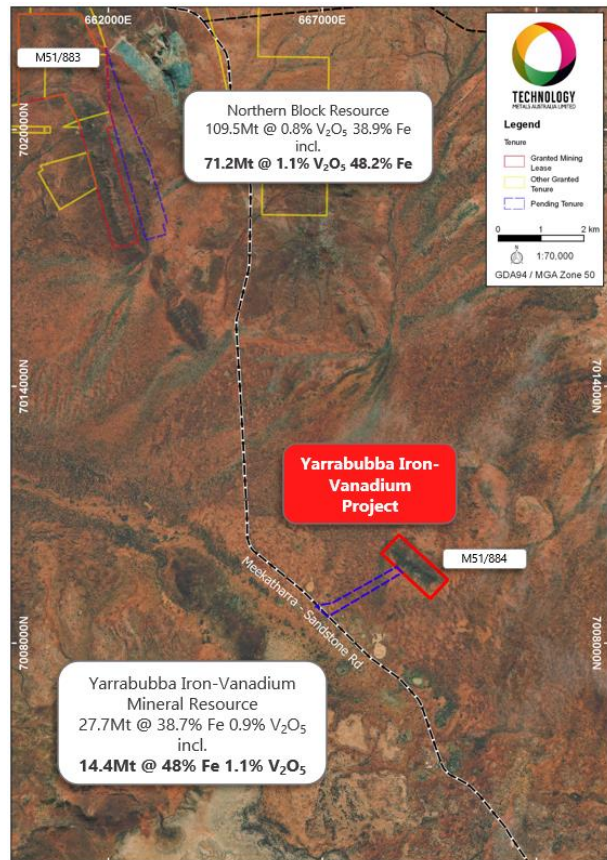 662000E
667000E
M51/883
7020000N
Northern Block Resource
109.5Mt @ 0.8% V₂O₅ 38.9% Fe
incl.
71.2Mt @ 1.1% V₂O₅ 48.2% Fe
TECHNOLOGY
METALS AUSTRALIA LIMITED
Legend
Tenure
Granted Mining
Lease
Other Granted
Tenure
Pending Tenure
0 1 2 km
N
1:70,000
GDA94 / MGA Zone 50
7014000N
7014000N
Yarrabubba Iron-
Vanadium
Project
M51/884
Meekatharra - Sandstone Rd
7008000N
7008000N
Yarrabubba Iron-Vanadium
Mineral Resource
27.7Mt @ 38.7% Fe 0.9% V₂O₅
incl.
14.4Mt @ 48% Fe 1.1% V₂O₅